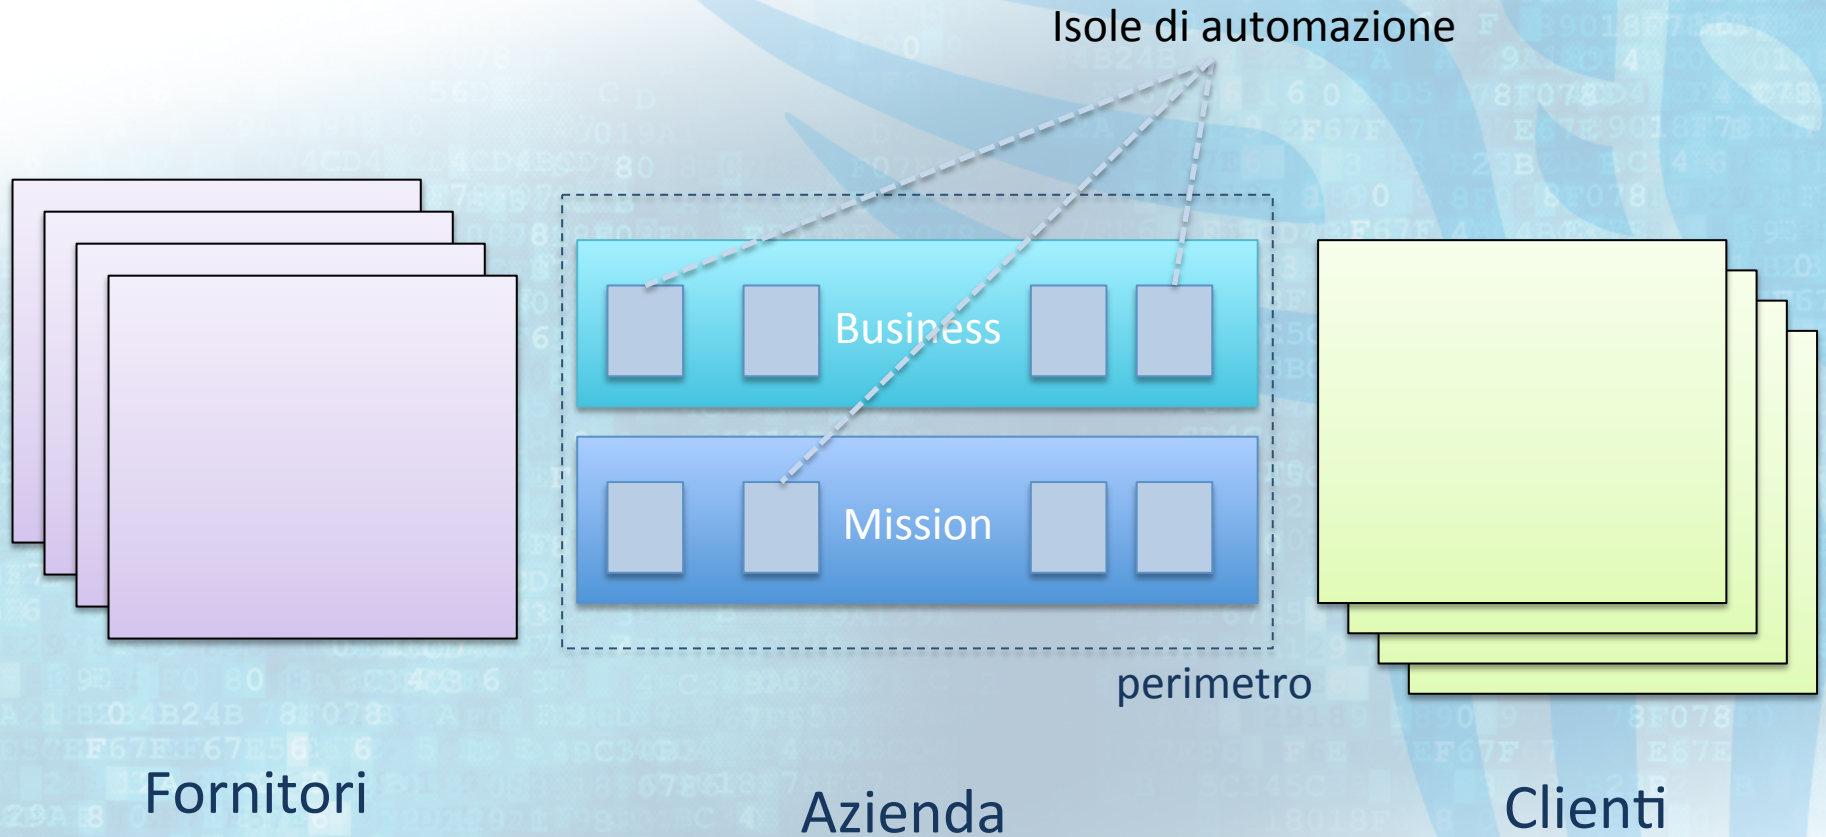 Isole di automazione
Business
Mission
perimetro
Fornitori
Azienda
Clienti